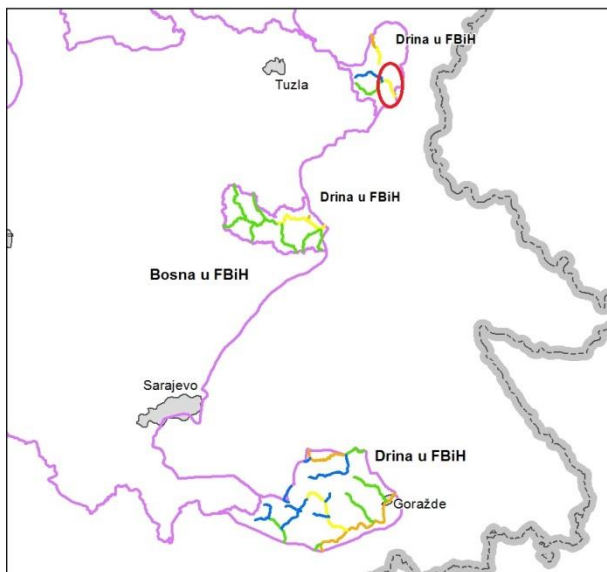 Drina u FBiH
Tuzla
Drina u FBiH
Bosna u FBiH
Sarajevo
Drina u FBiH
Goražde